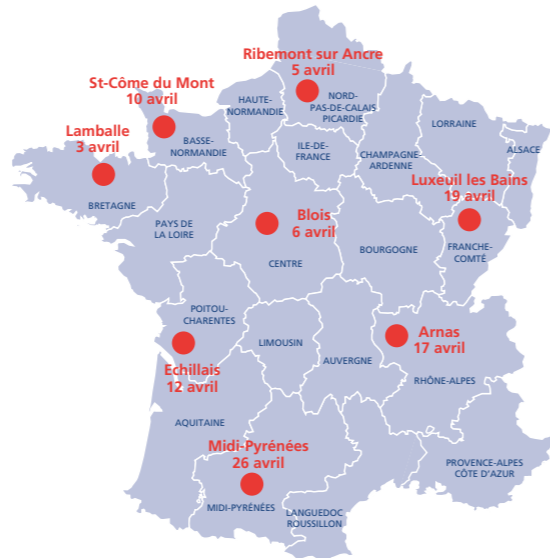 Ribemont sur Ancre
5 avril
St-Côme du Mont
10 avril
HAUTE-
NORMANDIE
NORD-
PAS-DE-CALAIS
PICARDIE
Lamballe
3 avril
BASSE-
NORMANDIE
ILE-DE-
FRANCE
CHAMPAGNE
ARDENNE
LORRAINE
ALSACE
Luxeuil les Bains
19 avril
BRETAGNE
PAYS DE
LA LOIRE
Blois
6 avril
CENTRE
BOURGOGNE
FRANCHE-
COMTÉ
POITOU-
CHARENTES
LIMOUSIN
AUVERGNE
Arnas
17 avril
RHÔNE-ALPES
Echillais
12 avril
AQUITAINE
Midi-Pyrénées
26 avril
MIDI-PYRÉNÉES
LANGUEDOC
ROUSSILLON
PROVENCE-ALPES
CÔTE D'AZUR